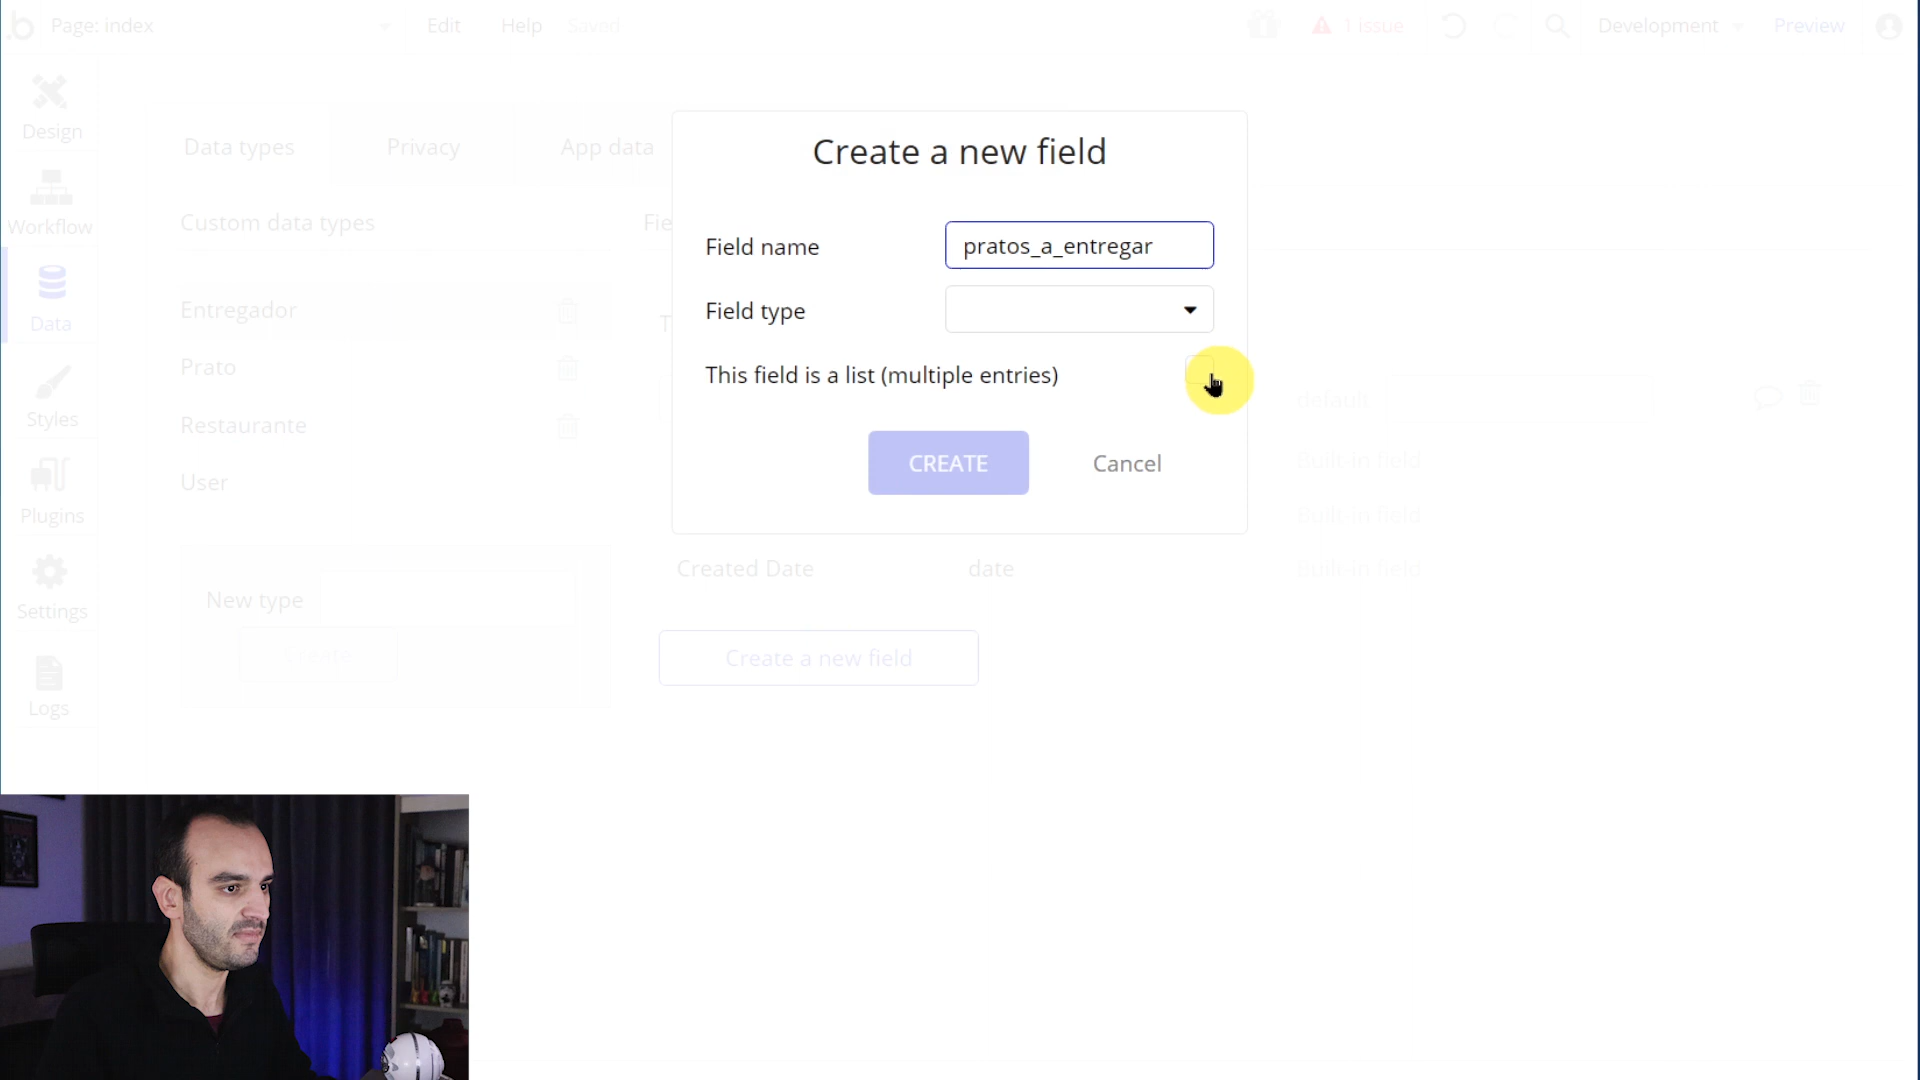 .b Page: index Edit Help Saved 1 issue Development Preview
Design
Workflow
Data
Styles
Plugins
Settings
Logs
Data types Privacy App data
Custom data types Fie
Entregador T
Prato
Restaurante
User
New type
Create
Create a new field
Field name pratos_a_entregar
Field type
This field is a list (multiple entries)
CREATE Cancel
default
Built-in field
Built-in field
Created Date date Built-in field
Create a new field